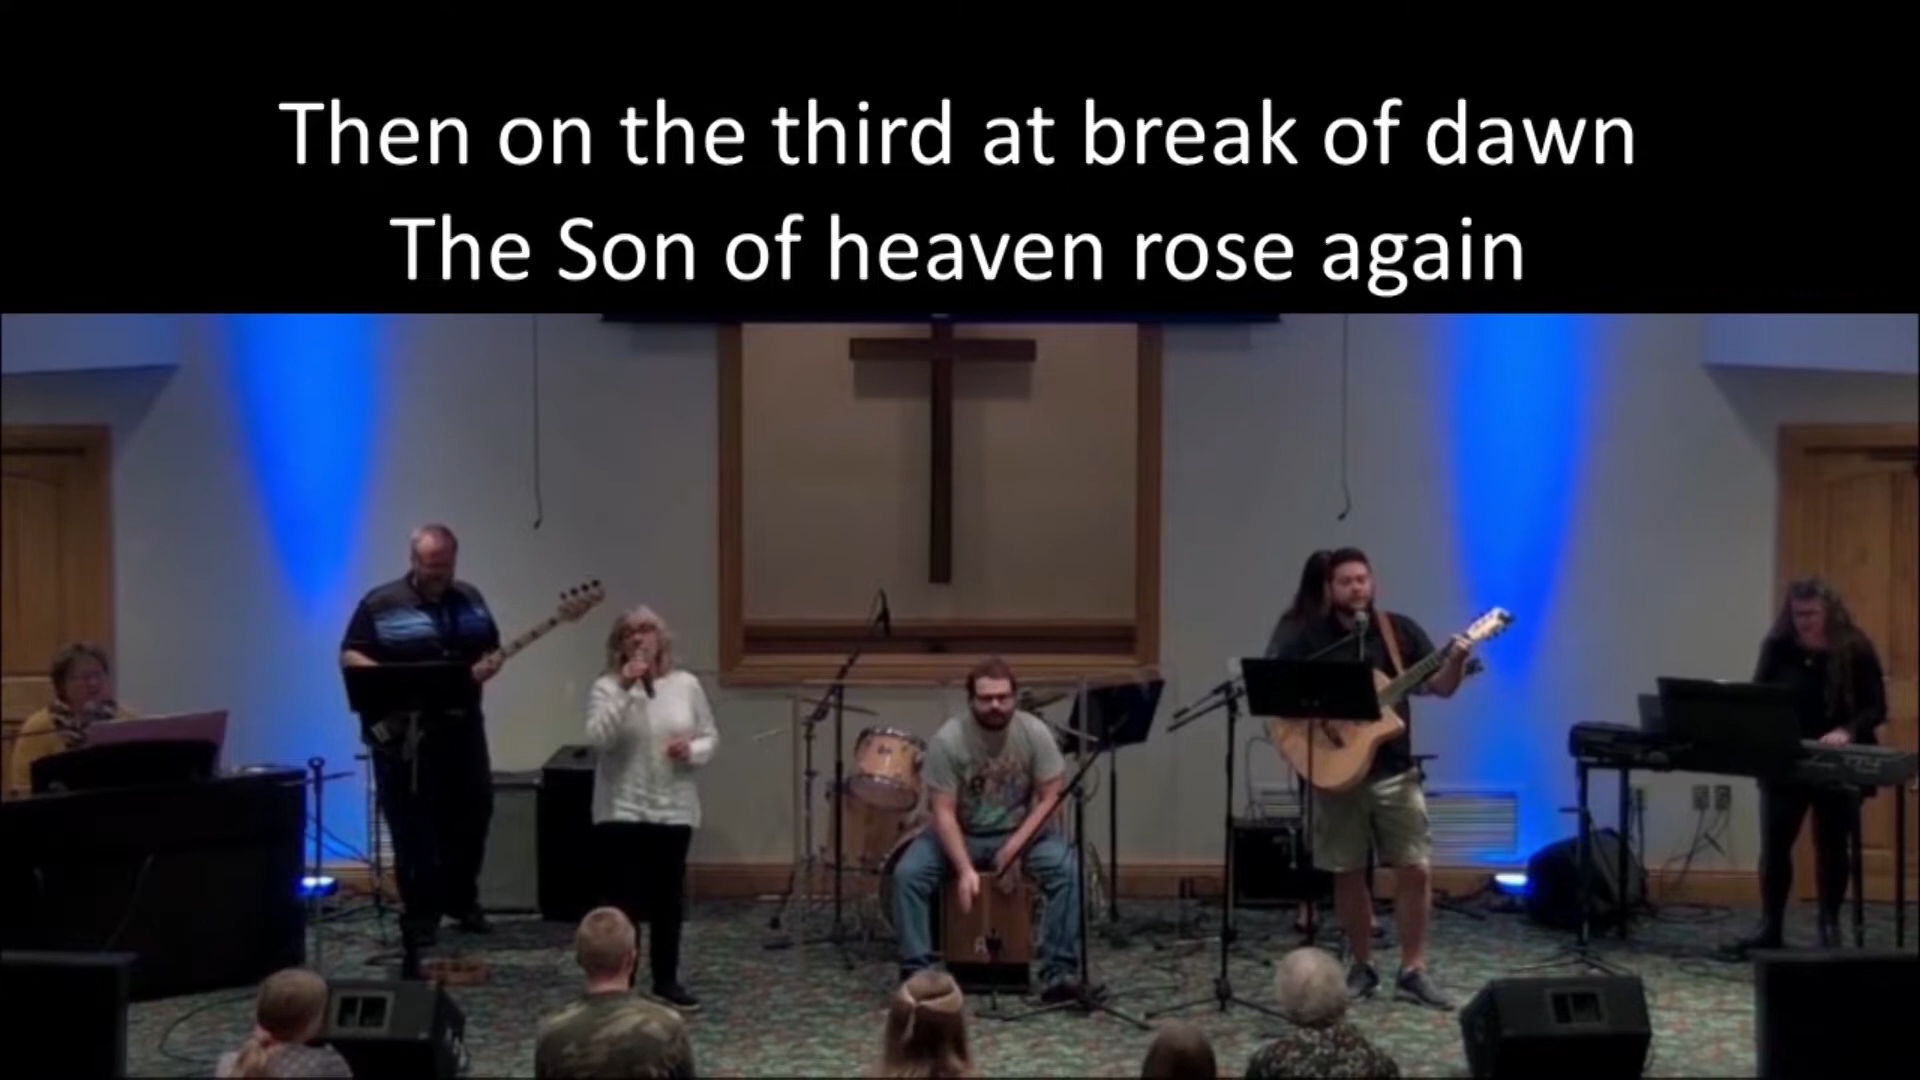 Then on the third at break of dawn
The Son of heaven rose again